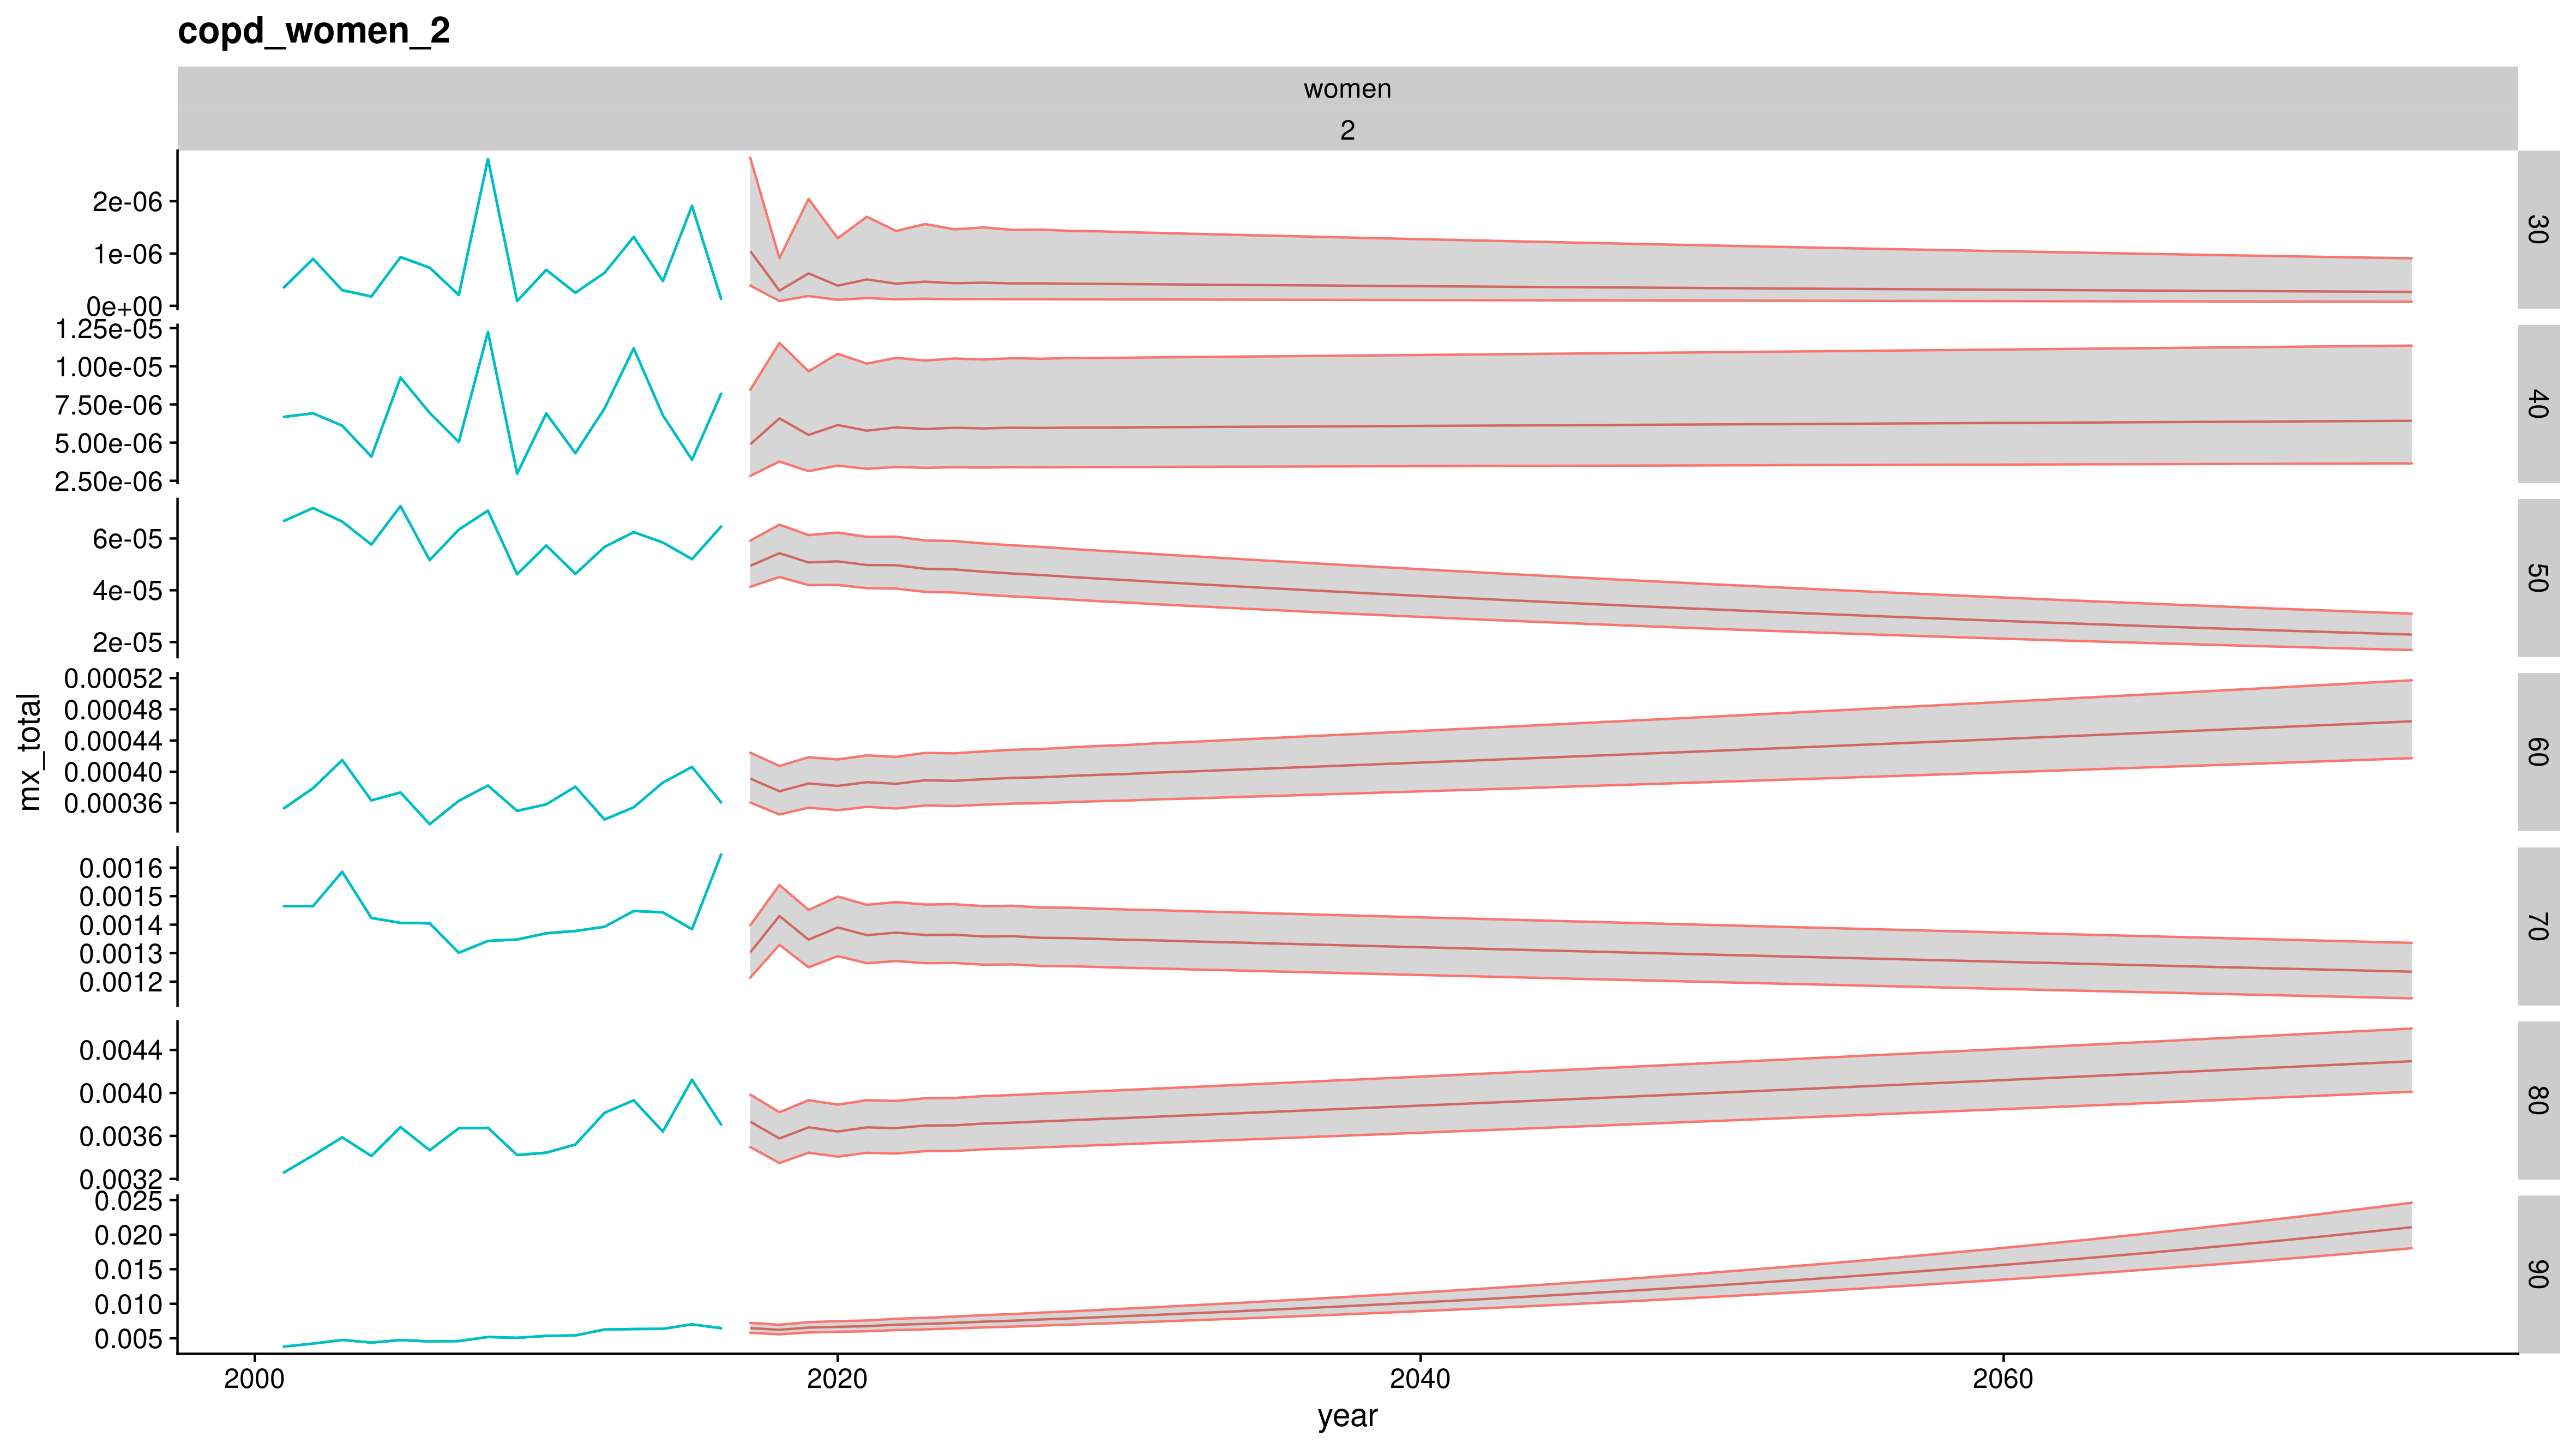 copd_women_2
women
2
2e-06
1e-06
0e+00
30
1.25e-05
1.00e-05
7.50e-06
5.00e-06
2.50e-06
40
6e-05
4e-05
2e-05
50
0.00052
0.00048
0.00044
0.00040
0.00036
60
0.0016
0.0015
0.0014
0.0013
0.0012
70
0.0044
0.0040
0.0036
0.0032
80
0.025
0.020
0.015
0.010
0.005
90
mx_total
2000 2020 2040 2060
year